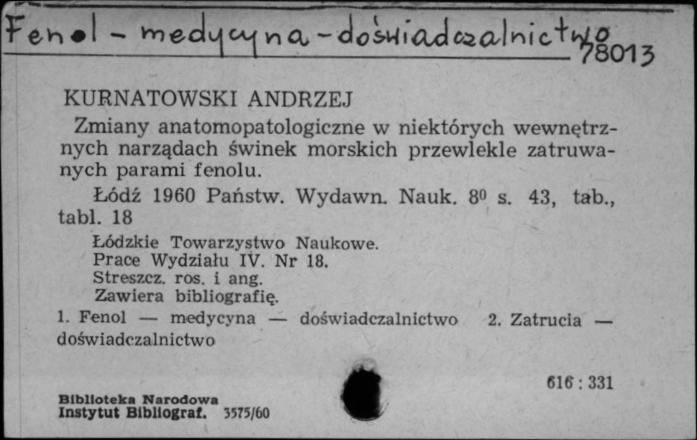 Fenol - medycyna - doświadczalnictwo
78013
KURNATOWSKI ANDRZEJ
Zmiany anatomopatologiczne w niektórych wewnętrz-
nych narządach świnek morskich przewlekle zatruwa-
nych parami fenolu.
Łódź 1960 Państw. Wydawn. Nauk. 8⁰ s. 43, tab.,
tabl. 18
Łódzkie Towarzystwo Naukowe.
Prace Wydziału IV. Nr 18.
Streszcz. ros. i ang.
Zawiera bibliografię.
1. Fenol — medycyna — doświadczalnictwo 2. Zatrucia —
doświadczalnictwo
616 : 331
Biblioteka Narodowa
Instytut Bibliograf. 3575/60